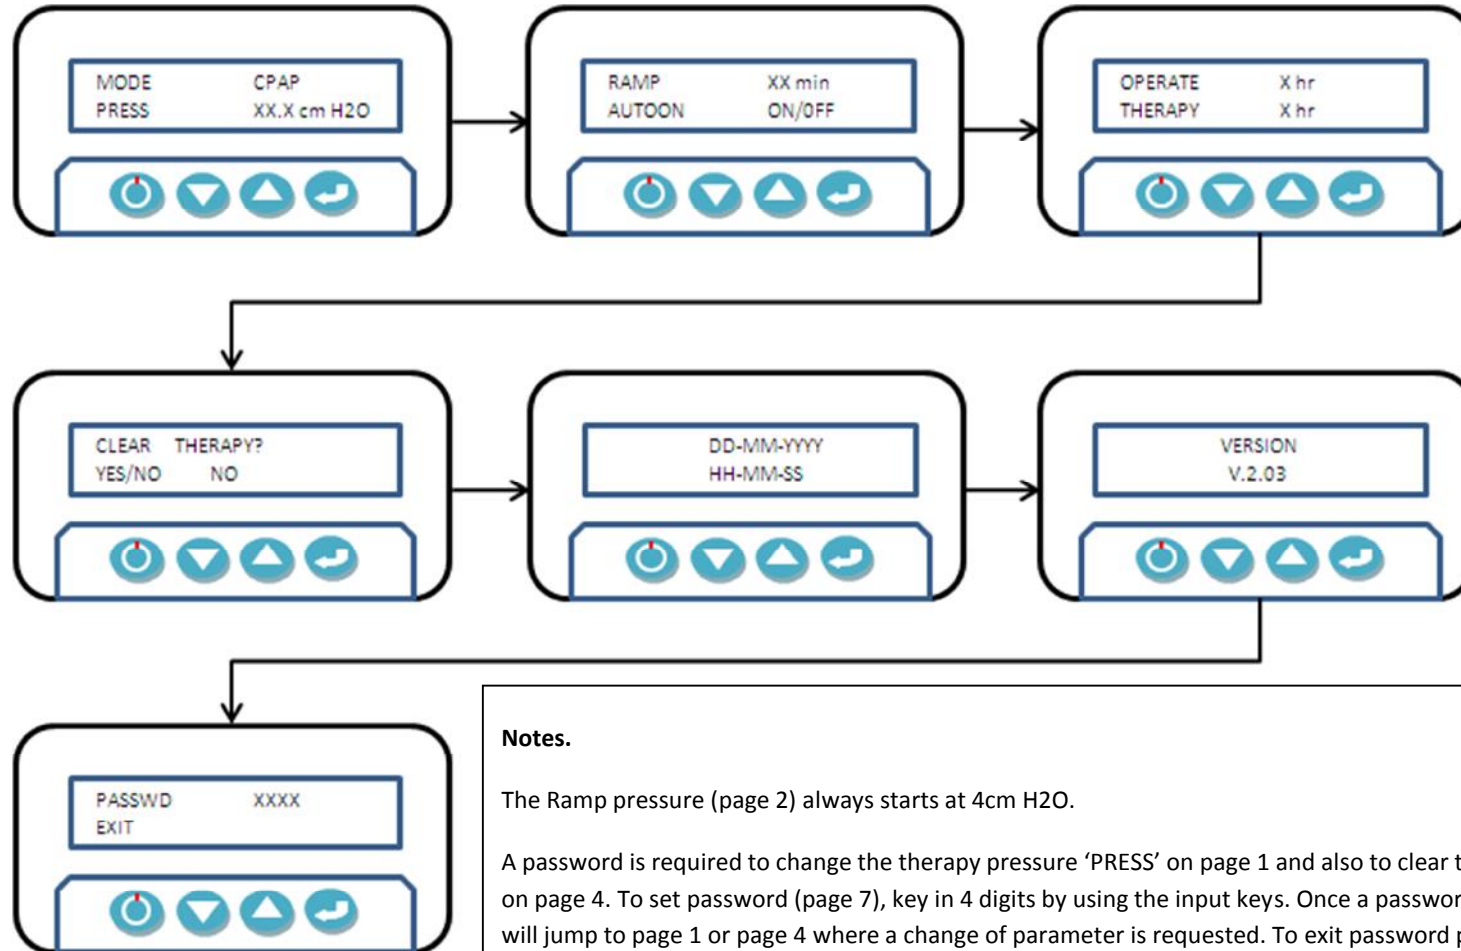 MODE CPAP
PRESS XX.X cm H2O
RAMP XX min
AUTOON ON/0FF
OPERATE X hr
THERAPY X hr
CLEAR THERAPY?
YES/NO NO
DD-MM-YYYY
HH-MM-SS
VERSION
V.2.03
PASSWD XXXX
EXIT
Notes.
The Ramp pressure (page 2) always starts at 4cm H2O.
A password is required to change the therapy pressure ‘PRESS’ on page 1 and also to clear
on page 4. To set password (page 7), key in 4 digits by using the input keys. Once a
will jump to page 1 or page 4 where a change of parameter is requested. To exit password